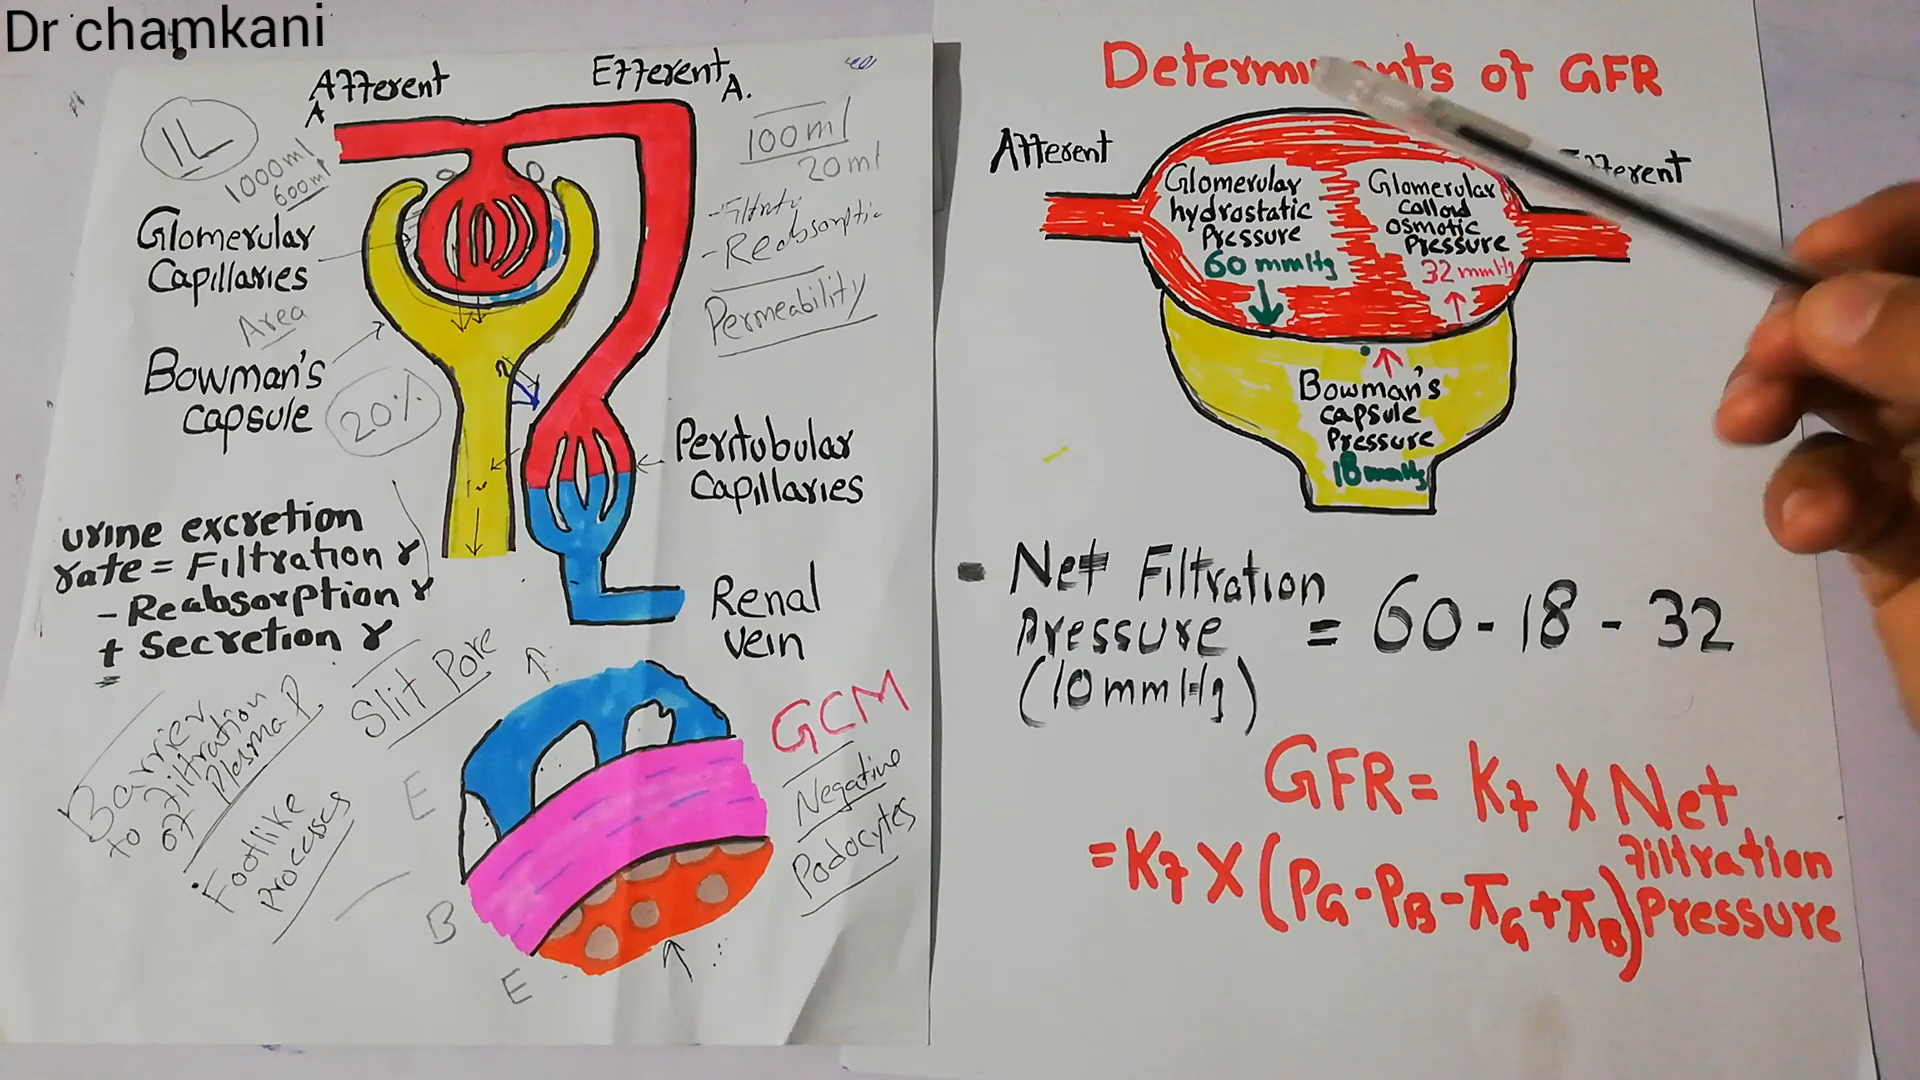 Dr chamkani
Afferent
A
Efferent
A.
1L
1000ml
600ml
100ml
20ml
- Filtratn
- Reabsorptin
Permeability
Glomerular
Capillaries
Area
Bowman's
capsule
20%
Peritubular
Capillaries
urine excretion
rate = Filtration r
- Reabsorption r
+ Secretion r
=
Renal
vein
Barrier
to filtration
of Plasma P
Slit Pore
Footlike
processes
GCM
Negative
Podocytes
E
B
E
Determinants of GFR
Afferent
Efferent
Glomerular
hydrostatic
Pressure
60 mmHg
Glomerular
colloid
osmotic
Pressure
32 mmHg
Bowman's
capsule
Pressure
18 mmHg
- Net Filtration
Pressure = 60 - 18 - 32
(10 mmHg)
GFR = Kf X Net
Filtration
Pressure
= Kf X (PG - PB - πG + πB)